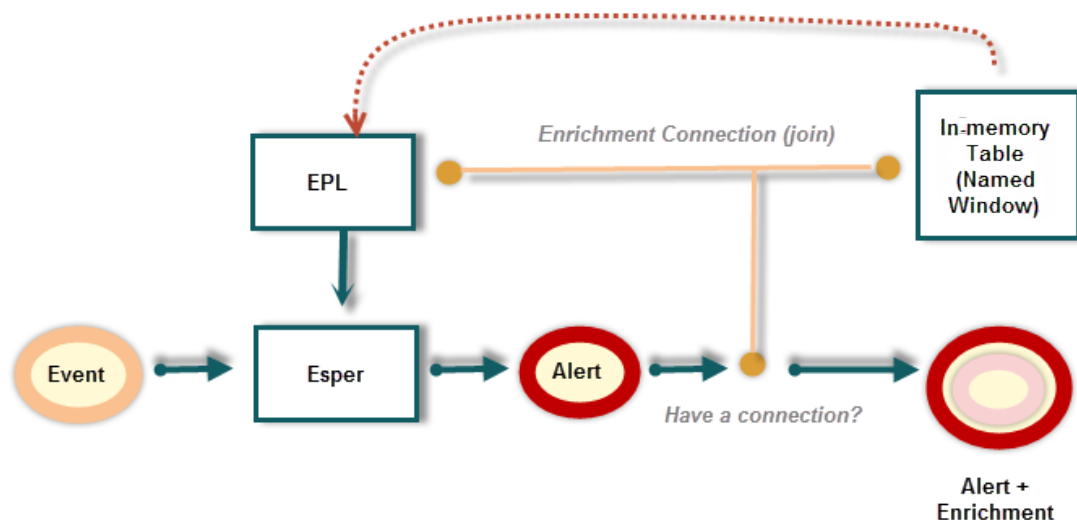 Enrichment Connection (join)
In-memory
Table
(Named
Window)
EPL
Event
Esper
Alert
Have a connection?
Alert +
Enrichment